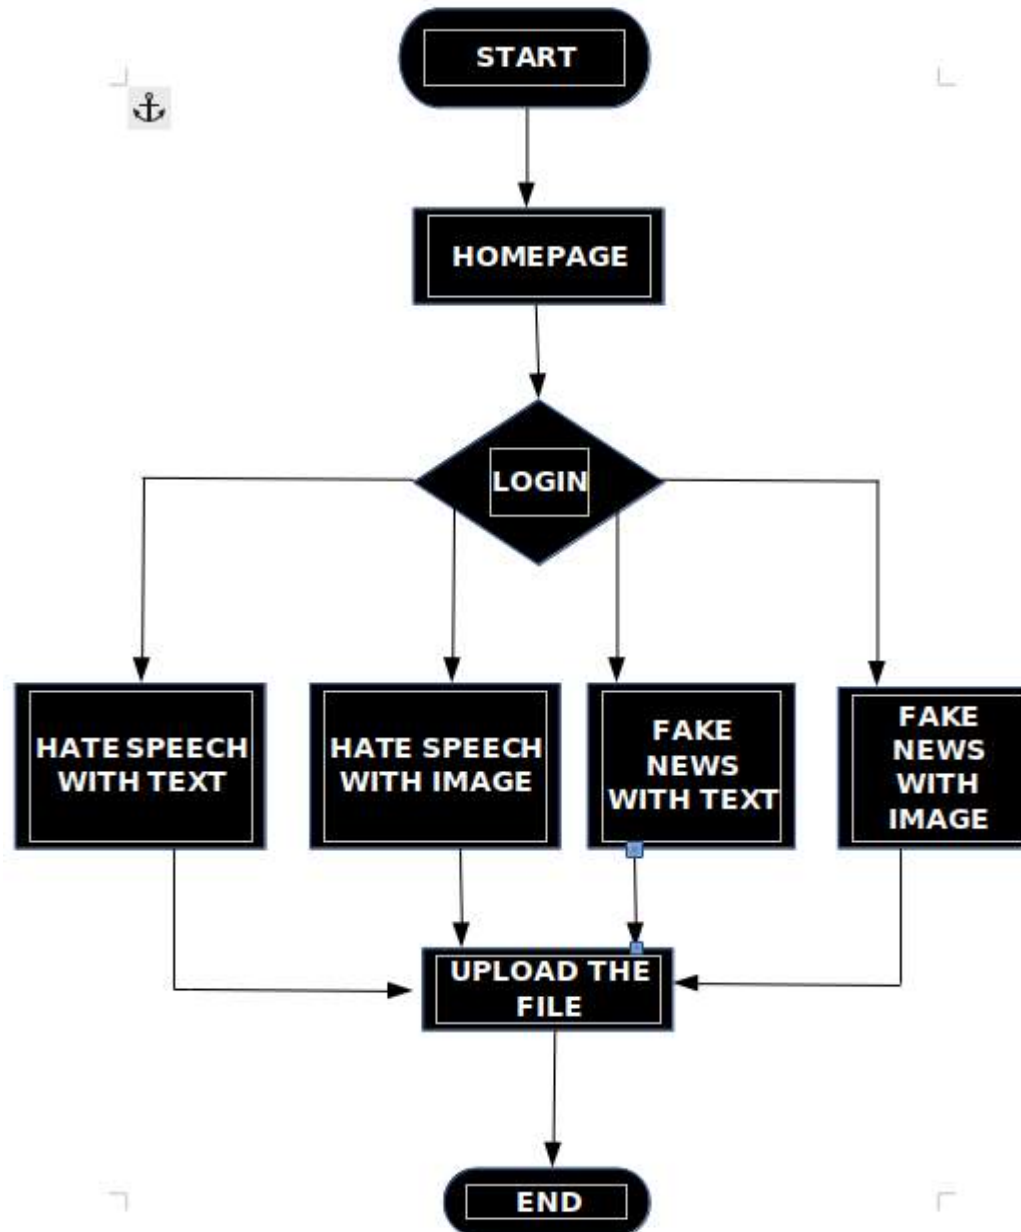 START
HOMEPAGE
LOGIN
HATE SPEECH
WITH TEXT
HATE SPEECH
WITH IMAGE
FAKE
NEWS
WITH TEXT
FAKE
NEWS
WITH
IMAGE
UPLOAD THE
FILE
END